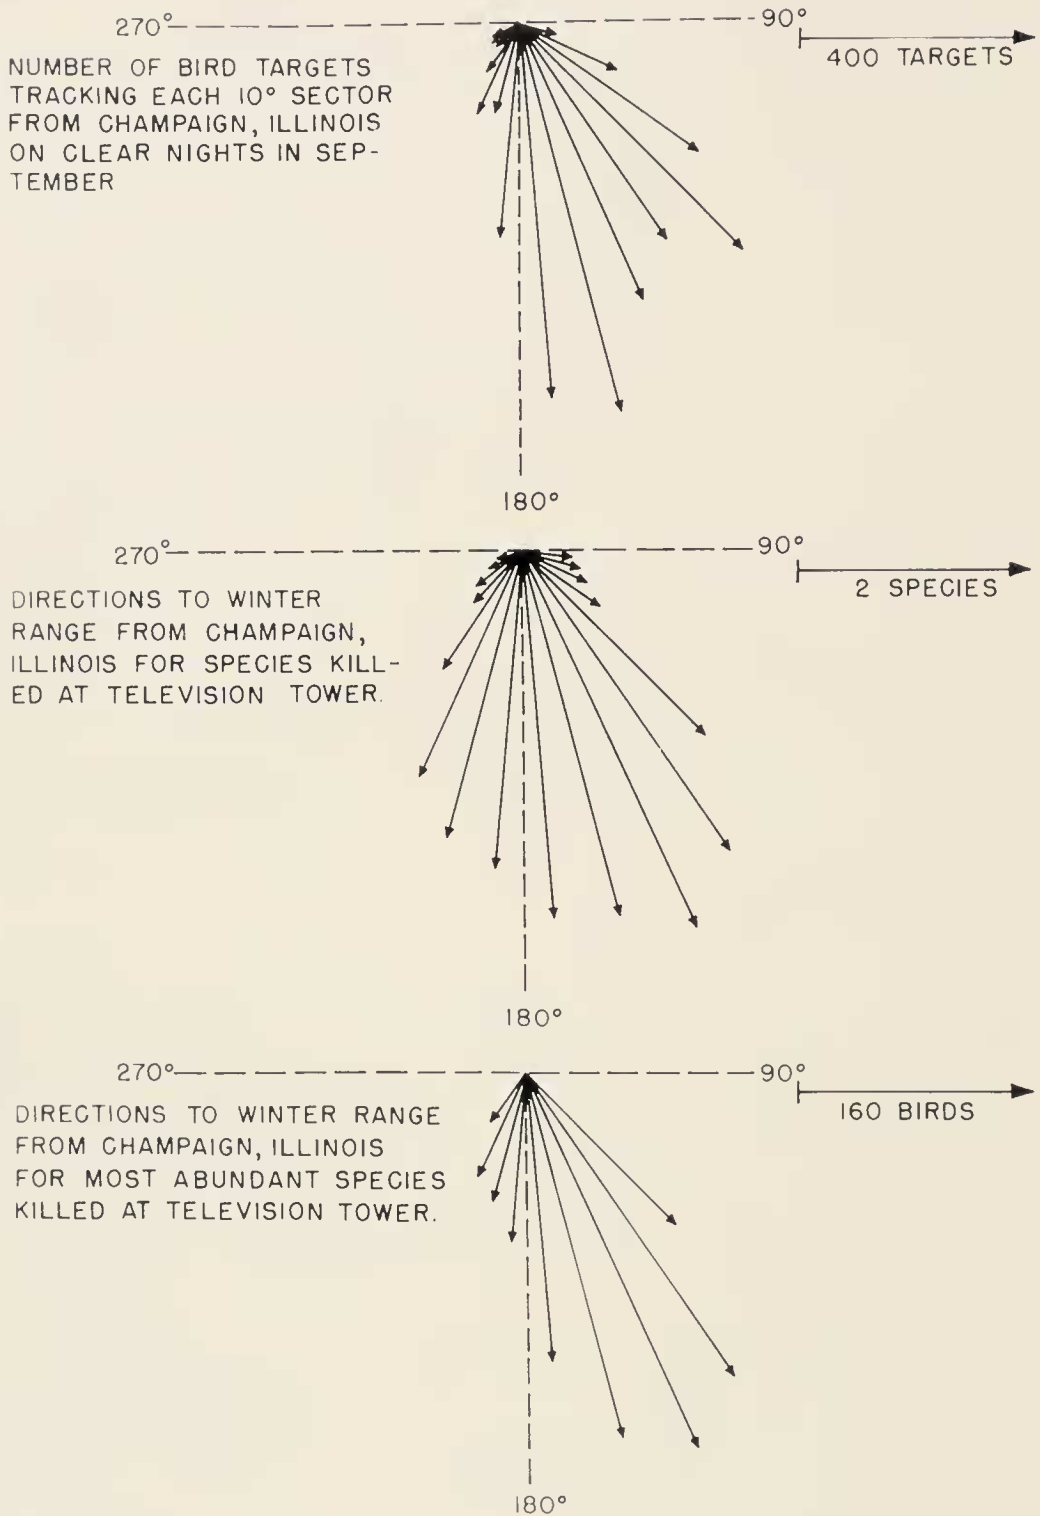 270° 90°
400 TARGETS
NUMBER OF BIRD TARGETS
TRACKING EACH 10° SECTOR
FROM CHAMPAIGN, ILLINOIS
ON CLEAR NIGHTS IN SEP-
TEMBER
180°
270° 90°
2 SPECIES
DIRECTIONS TO WINTER
RANGE FROM CHAMPAIGN,
ILLINOIS FOR SPECIES KILL-
ED AT TELEVISION TOWER.
180°
270° 90°
160 BIRDS
DIRECTIONS TO WINTER RANGE
FROM CHAMPAIGN, ILLINOIS
FOR MOST ABUNDANT SPECIES
KILLED AT TELEVISION TOWER.
180°